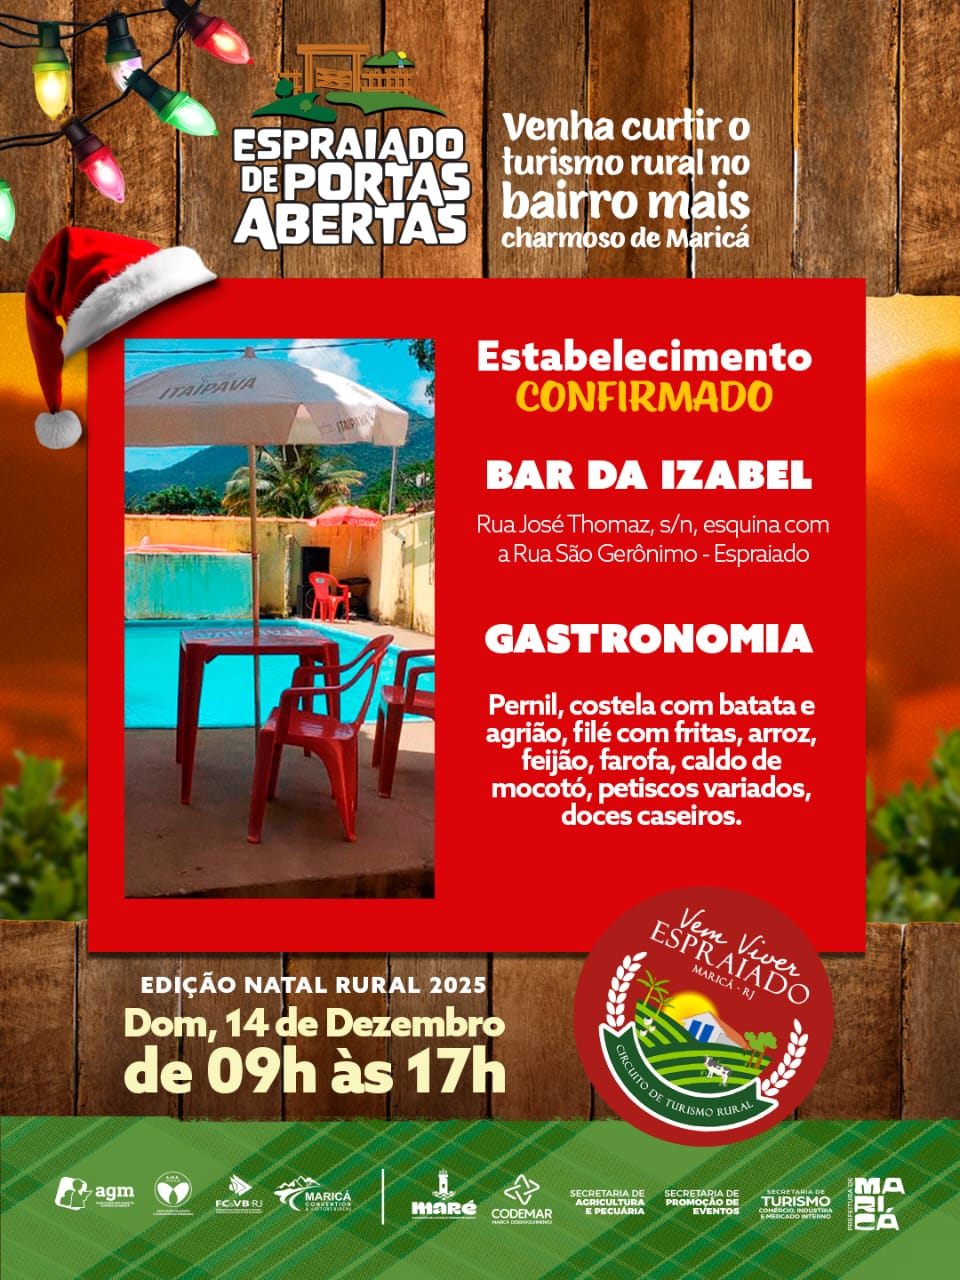 ESPRAIADO
DE PORTAS
ABERTAS
Venha curtir o
turismo rural no
bairro mais
charmoso de Maricá
ITAIPAVA
ITAIPAVA
Estabelecimento
CONFIRMADO
BAR DA IZABEL
Rua José Thomaz, s/n, esquina com
a Rua São Gerônimo - Espraiado
GASTRONOMIA
Pernil, costela com batata e
agrião, filé com fritas, arroz,
feijão, farofa, caldo de
mocotó, petiscos variados,
doces caseiros.
Vem Viver
ESPRAIADO
MARICÁ - RJ
CIRCUITO DE TURISMO RURAL
EDIÇÃO NATAL RURAL 2025
Dom, 14 de Dezembro
de 09h às 17h
agm
FC&VB-RJ
MARICÁ
CONVENTION
& VISITORS BUREAU
maré
CODEMAR
MARICÁ DESENVOLVIMENTO
SECRETARIA DE
AGRICULTURA
E PECUÁRIA
SECRETARIA DE
PROMOÇÃO DE
EVENTOS
SECRETARIA DE
TURISMO
COMÉRCIO, INDÚSTRIA
E MERCADO INTERNO
PREFEITURA DE
MARICÁ